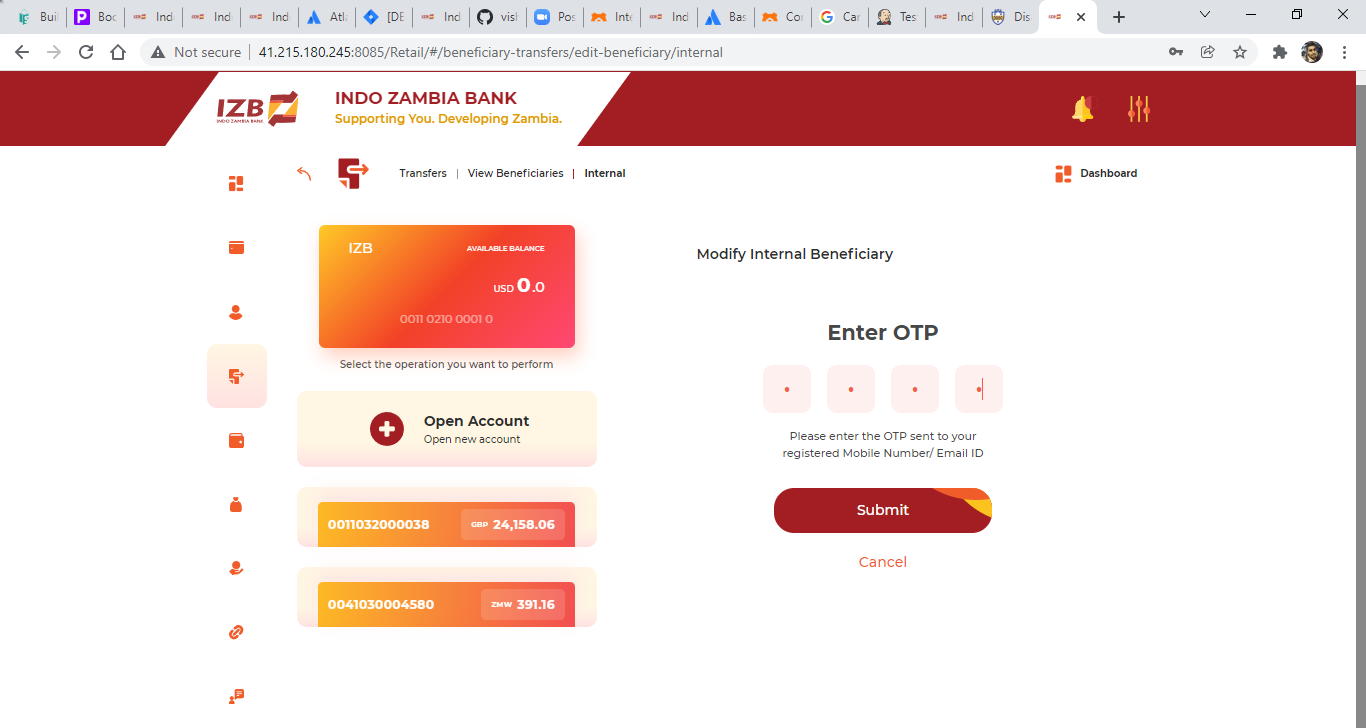 Buil
Boo
Ind
Ind
Ind
Atla
[DE
Ind
visl
Pos
Inte
Ind
Bas
Cor
Car
Tes
Ind
Dis
Not secure
41.215.180.245:8085/Retail/#/beneficiary-transfers/edit-beneficiary/internal
IZB
INDO ZAMBIA BANK
INDO ZAMBIA BANK
Supporting You. Developing Zambia.
Transfers | View Beneficiaries | Internal
Dashboard
IZB
AVAILABLE BALANCE
USD 0.0
0011 0210 0001 0
Select the operation you want to perform
Open Account
Open new account
0011032000038
GBP 24,158.06
0041030004580
ZMW 391.16
Modify Internal Beneficiary
Enter OTP
Please enter the OTP sent to your
registered Mobile Number/ Email ID
Submit
Cancel